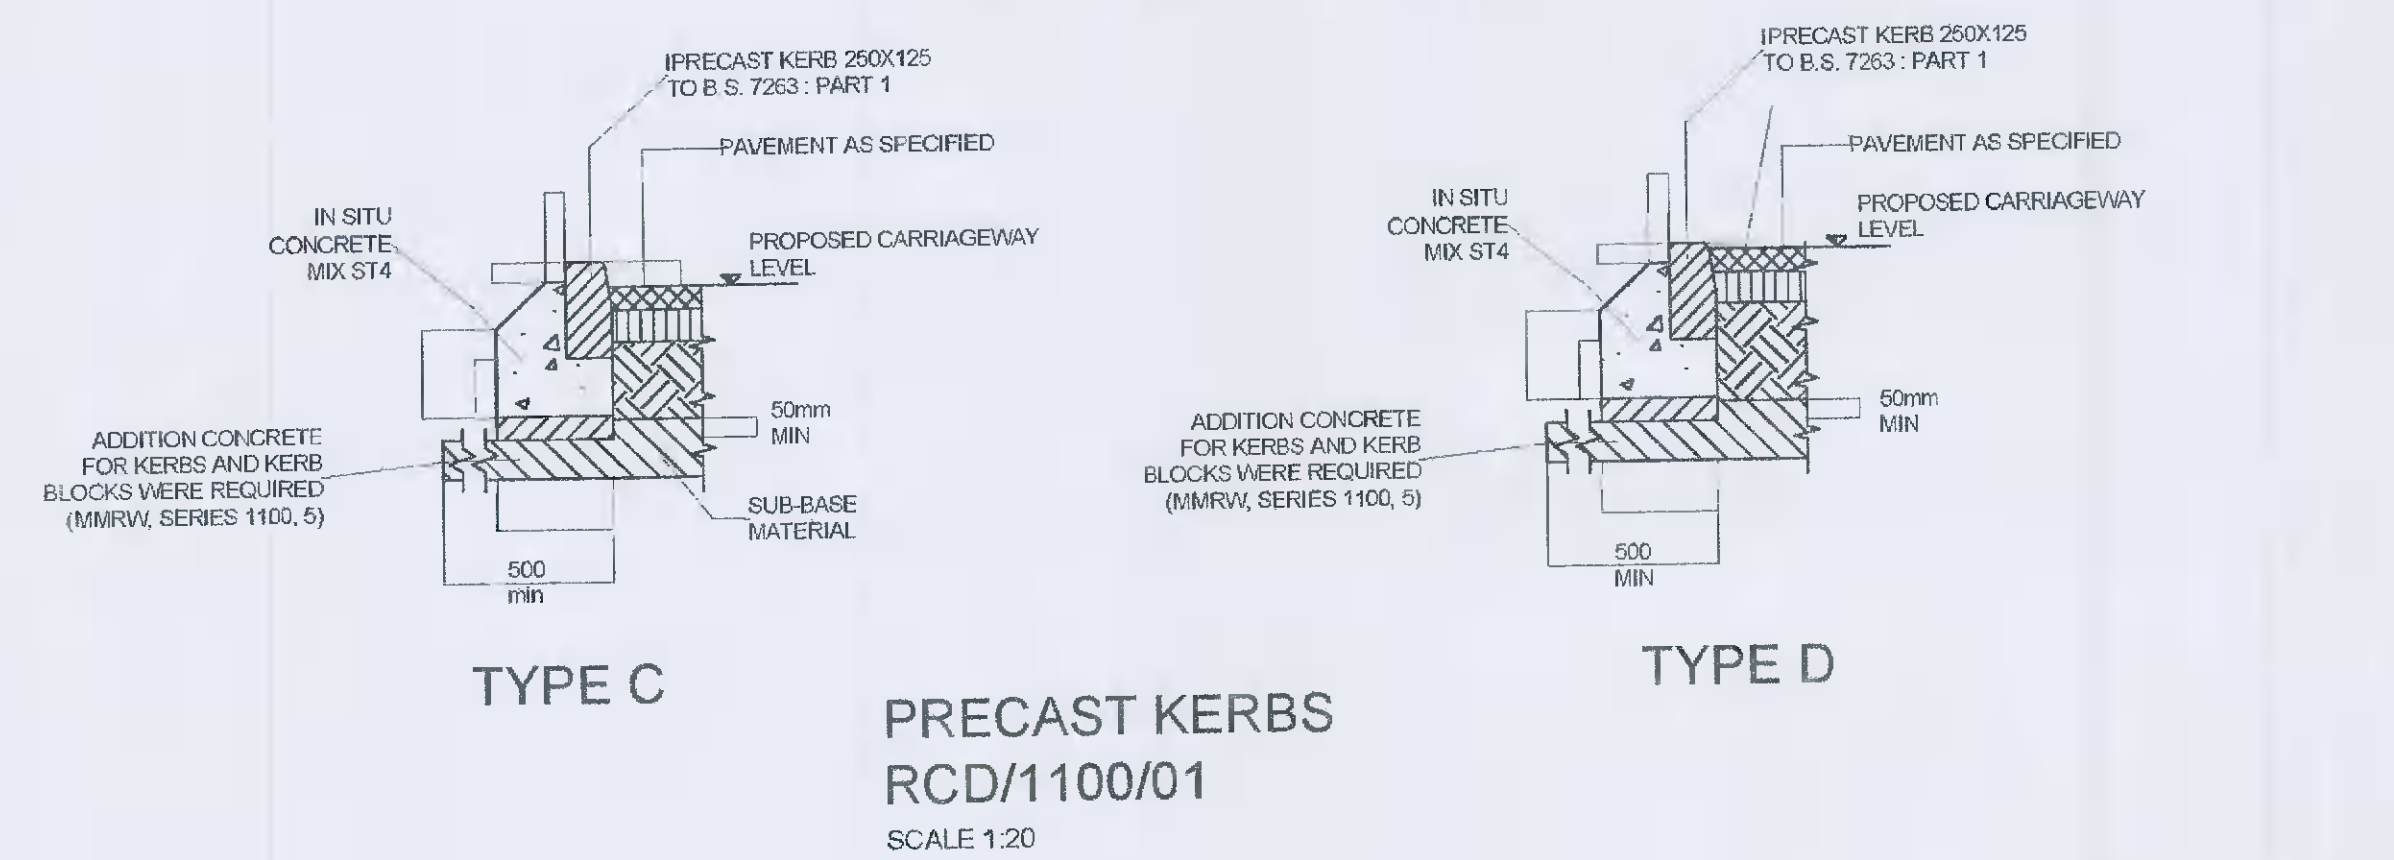 IPRECAST KERB 250X125
TO B.S. 7263 : PART 1
PAVEMENT AS SPECIFIED
IN SITU
CONCRETE
MIX ST4
PROPOSED CARRIAGEWAY
LEVEL
50mm
MIN
ADDITION CONCRETE
FOR KERBS AND KERB
BLOCKS WERE REQUIRED
(MMRW, SERIES 1100, 5)
SUB-BASE
MATERIAL
500
min
TYPE C
IPRECAST KERB 250X125
TO B.S. 7263 : PART 1
PAVEMENT AS SPECIFIED
IN SITU
CONCRETE
MIX ST4
PROPOSED CARRIAGEWAY
LEVEL
50mm
MIN
ADDITION CONCRETE
FOR KERBS AND KERB
BLOCKS WERE REQUIRED
(MMRW, SERIES 1100, 5)
500
MIN
TYPE D
PRECAST KERBS
RCD/1100/01
SCALE 1:20